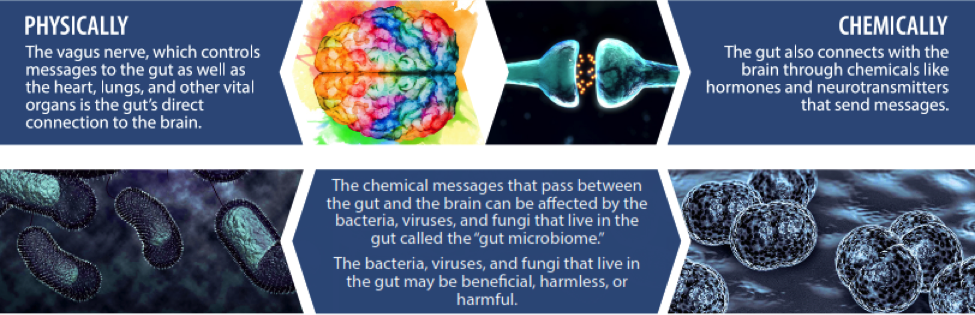 PHYSICALLY
The vagus nerve, which controls
messages to the gut as well as
the heart, lungs, and other vital
organs is the gut's direct
connection to the brain.
CHEMICALLY
The gut also connects with the
brain through chemicals like
hormones and neurotransmitters
that send messages.
The chemical messages that pass between
the gut and the brain can be affected by the
bacteria, viruses, and fungi that live in the
gut called the “gut microbiome.”
The bacteria, viruses, and fungi that live in
the gut may be beneficial, harmless, or
harmful.